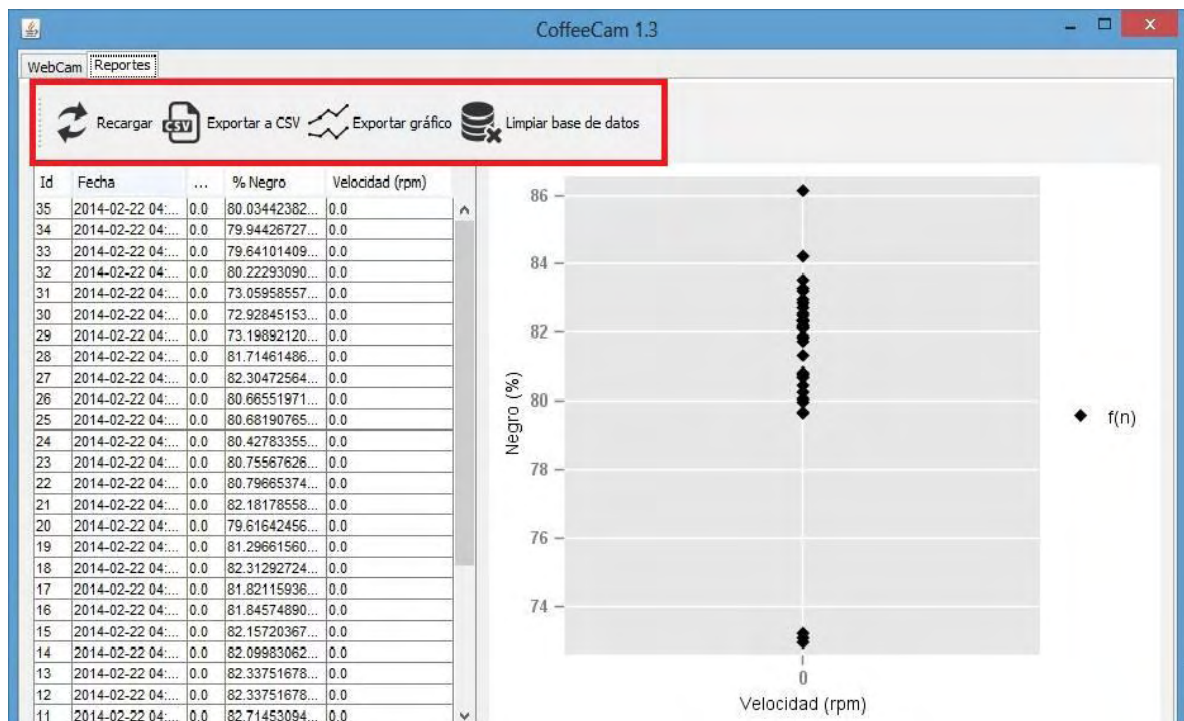 CoffeeCam 1.3
WebCam Reportes
Recargar CSV Exportar a CSV Exportar gráfico Limpiar base de datos
Id Fecha ... % Negro Velocidad (rpm)
35 2014-02-22 04:... 0.0 80.03442382... 0.0
34 2014-02-22 04:... 0.0 79.94426727... 0.0
33 2014-02-22 04:... 0.0 79.64101409... 0.0
32 2014-02-22 04:... 0.0 80.22293090... 0.0
31 2014-02-22 04:... 0.0 73.05958557... 0.0
30 2014-02-22 04:... 0.0 72.92845153... 0.0
29 2014-02-22 04:... 0.0 73.19892120... 0.0
28 2014-02-22 04:... 0.0 81.71461486... 0.0
27 2014-02-22 04:... 0.0 82.30472564... 0.0
26 2014-02-22 04:... 0.0 80.66551971... 0.0
25 2014-02-22 04:... 0.0 80.68190765... 0.0
24 2014-02-22 04:... 0.0 80.42783355... 0.0
23 2014-02-22 04:... 0.0 80.75567626... 0.0
22 2014-02-22 04:... 0.0 80.79665374... 0.0
21 2014-02-22 04:... 0.0 82.18178558... 0.0
20 2014-02-22 04:... 0.0 79.61642456... 0.0
19 2014-02-22 04:... 0.0 81.29661560... 0.0
18 2014-02-22 04:... 0.0 82.31292724... 0.0
17 2014-02-22 04:... 0.0 81.82115936... 0.0
16 2014-02-22 04:... 0.0 81.84574890... 0.0
15 2014-02-22 04:... 0.0 82.15720367... 0.0
14 2014-02-22 04:... 0.0 82.09983062... 0.0
13 2014-02-22 04:... 0.0 82.33751678... 0.0
12 2014-02-22 04:... 0.0 82.33751678... 0.0
11 2014-02-22 04:... 0.0 82.71453094... 0.0
86
84
82
80
78
76
74
Negro (%)
0
Velocidad (rpm)
f(n)